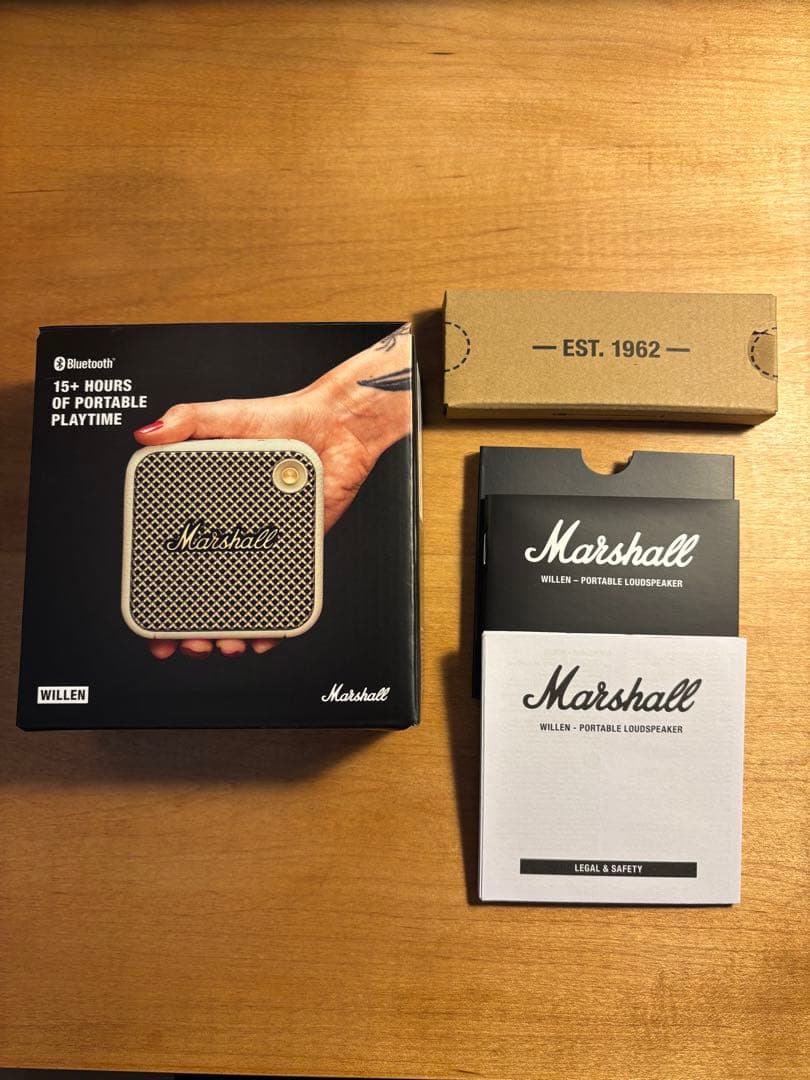 Bluetooth
15+ HOURS
OF PORTABLE
PLAYTIME
Marshall
WILLEN
Marshall
— EST. 1962 —
Marshall
WILLEN – PORTABLE LOUDSPEAKER
Marshall
WILLEN - PORTABLE LOUDSPEAKER
LEGAL & SAFETY